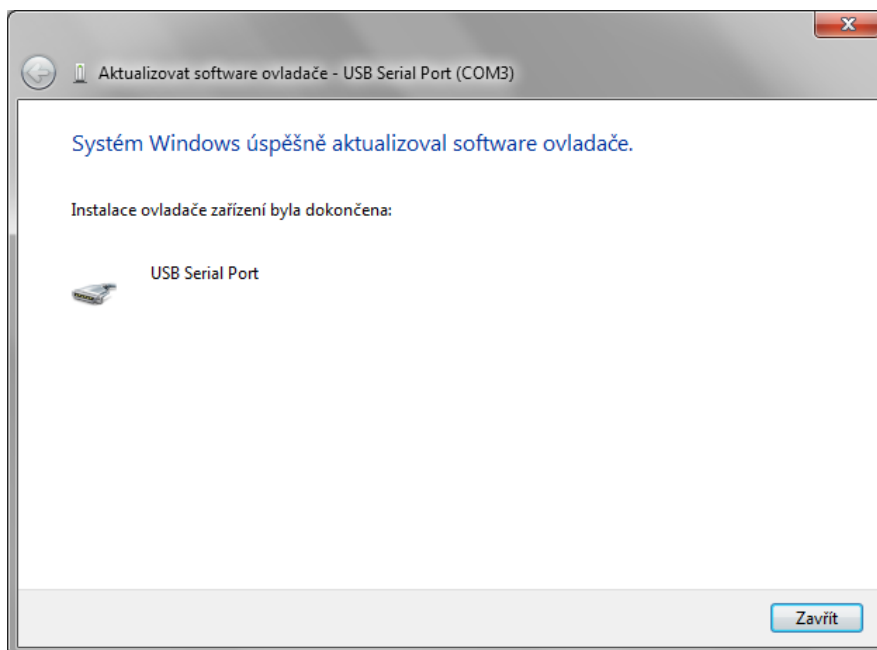 Aktualizovat software ovladače - USB Serial Port (COM3)
Systém Windows úspěšně aktualizoval software ovladače.
Instalace ovladače zařízení byla dokončena:
USB Serial Port
Zavřít